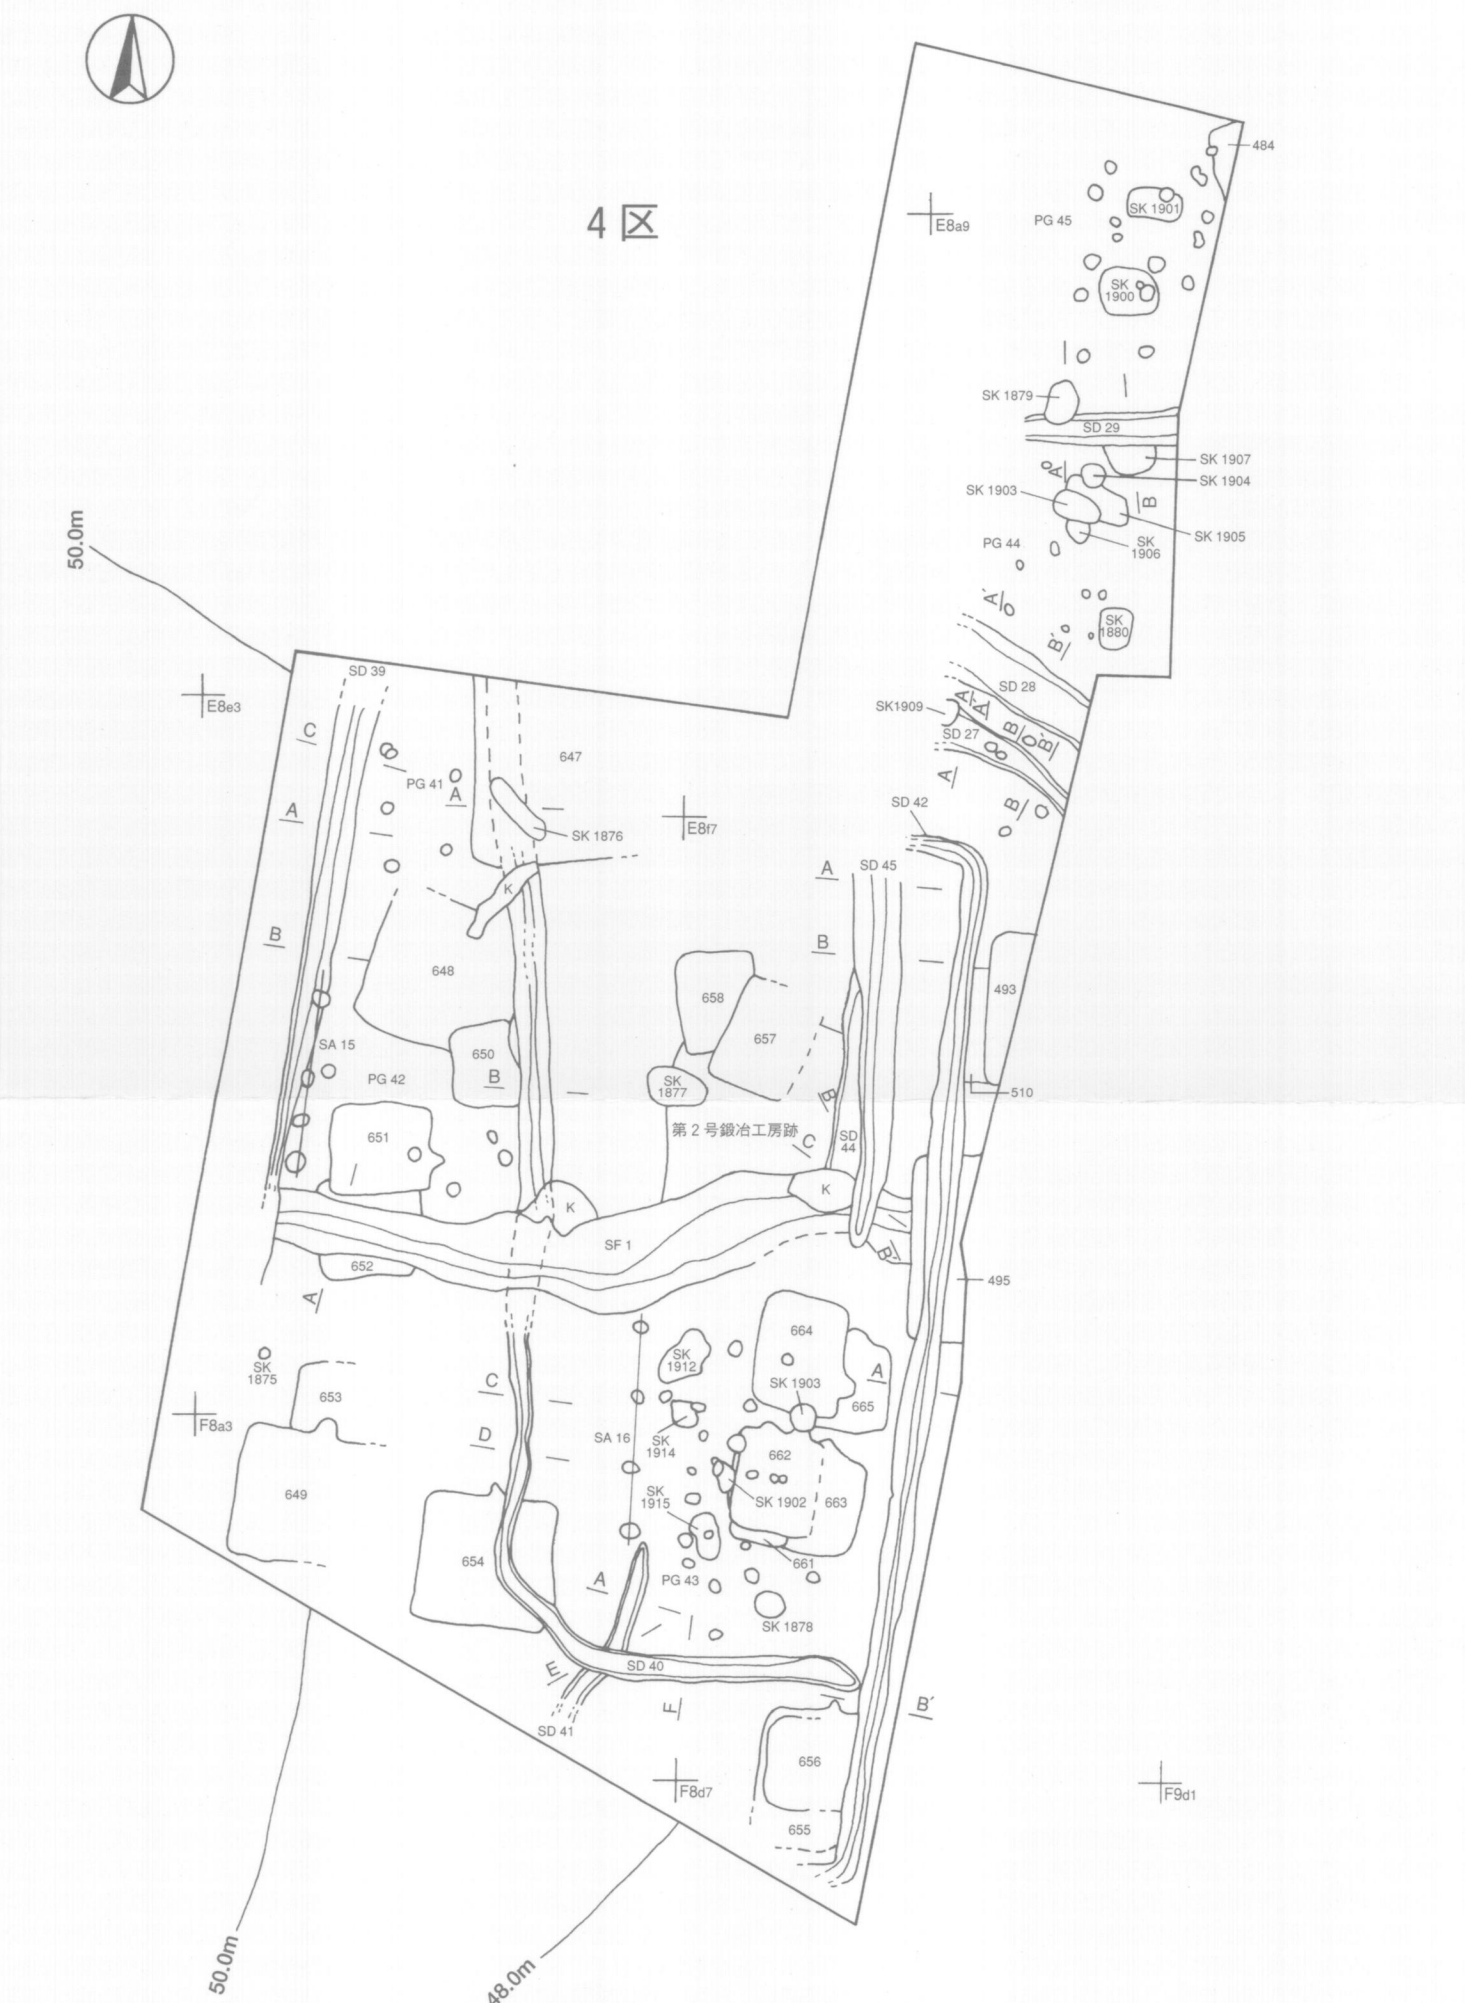 4区
484
SK 1901
PG 45
E8a9
SK
1900
SK 1879
SD 29
SK 1907
A
SK 1904
SK 1903
B
SK 1905
SK
1906
PG 44
50.0m
A′
SK
1880
B′
SD 39
E8e3
SD 28
A
A′
SK1909
B
B′
SD 27
C
647
PG 41
A
A
B
SD 42
A
SK 1876
E8f7
A
SD 45
K
B
B
648
658
493
657
SA 15
650
B
PG 42
SK
1877
510
B′
651
第2号鍛冶工房跡
C
SD
44
K
K
SF 1
B′
652
495
A
664
SK
1912
SK
1875
SK 1903
A
C
653
665
F8a3
D
SA 16
SK
1914
662
SK
1915
SK 1902
663
649
654
661
A
PG 43
SK 1878
E
SD 40
F
B′
SD 41
656
F8d7
F9d1
655
50.0m
48.0m